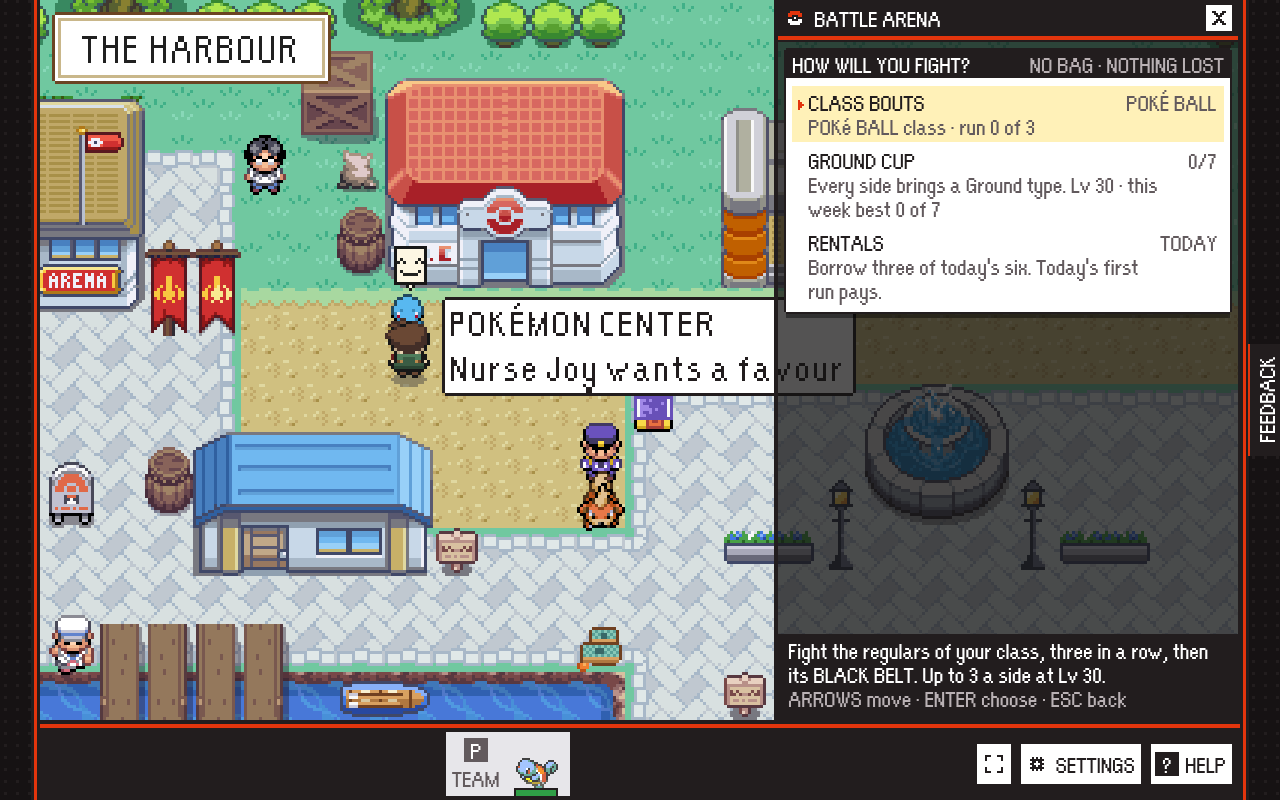 THE HARBOUR
ARENA
POKÉMON CENTER
Nurse Joy wants a favour
BATTLE ARENA
X
HOW WILL YOU FIGHT?
NO BAG · NOTHING LOST
CLASS BOUTS
POKÉ BALL
POKé BALL class · run 0 of 3
GROUND CUP
0/7
Every side brings a Ground type. Lv 30 · this
week best 0 of 7
RENTALS
TODAY
Borrow three of today's six. Today's first
run pays.
Fight the regulars of your class, three in a row, then
its BLACK BELT. Up to 3 a side at Lv 30.
ARROWS move · ENTER choose · ESC back
FEEDBACK
P
TEAM
SETTINGS
? HELP